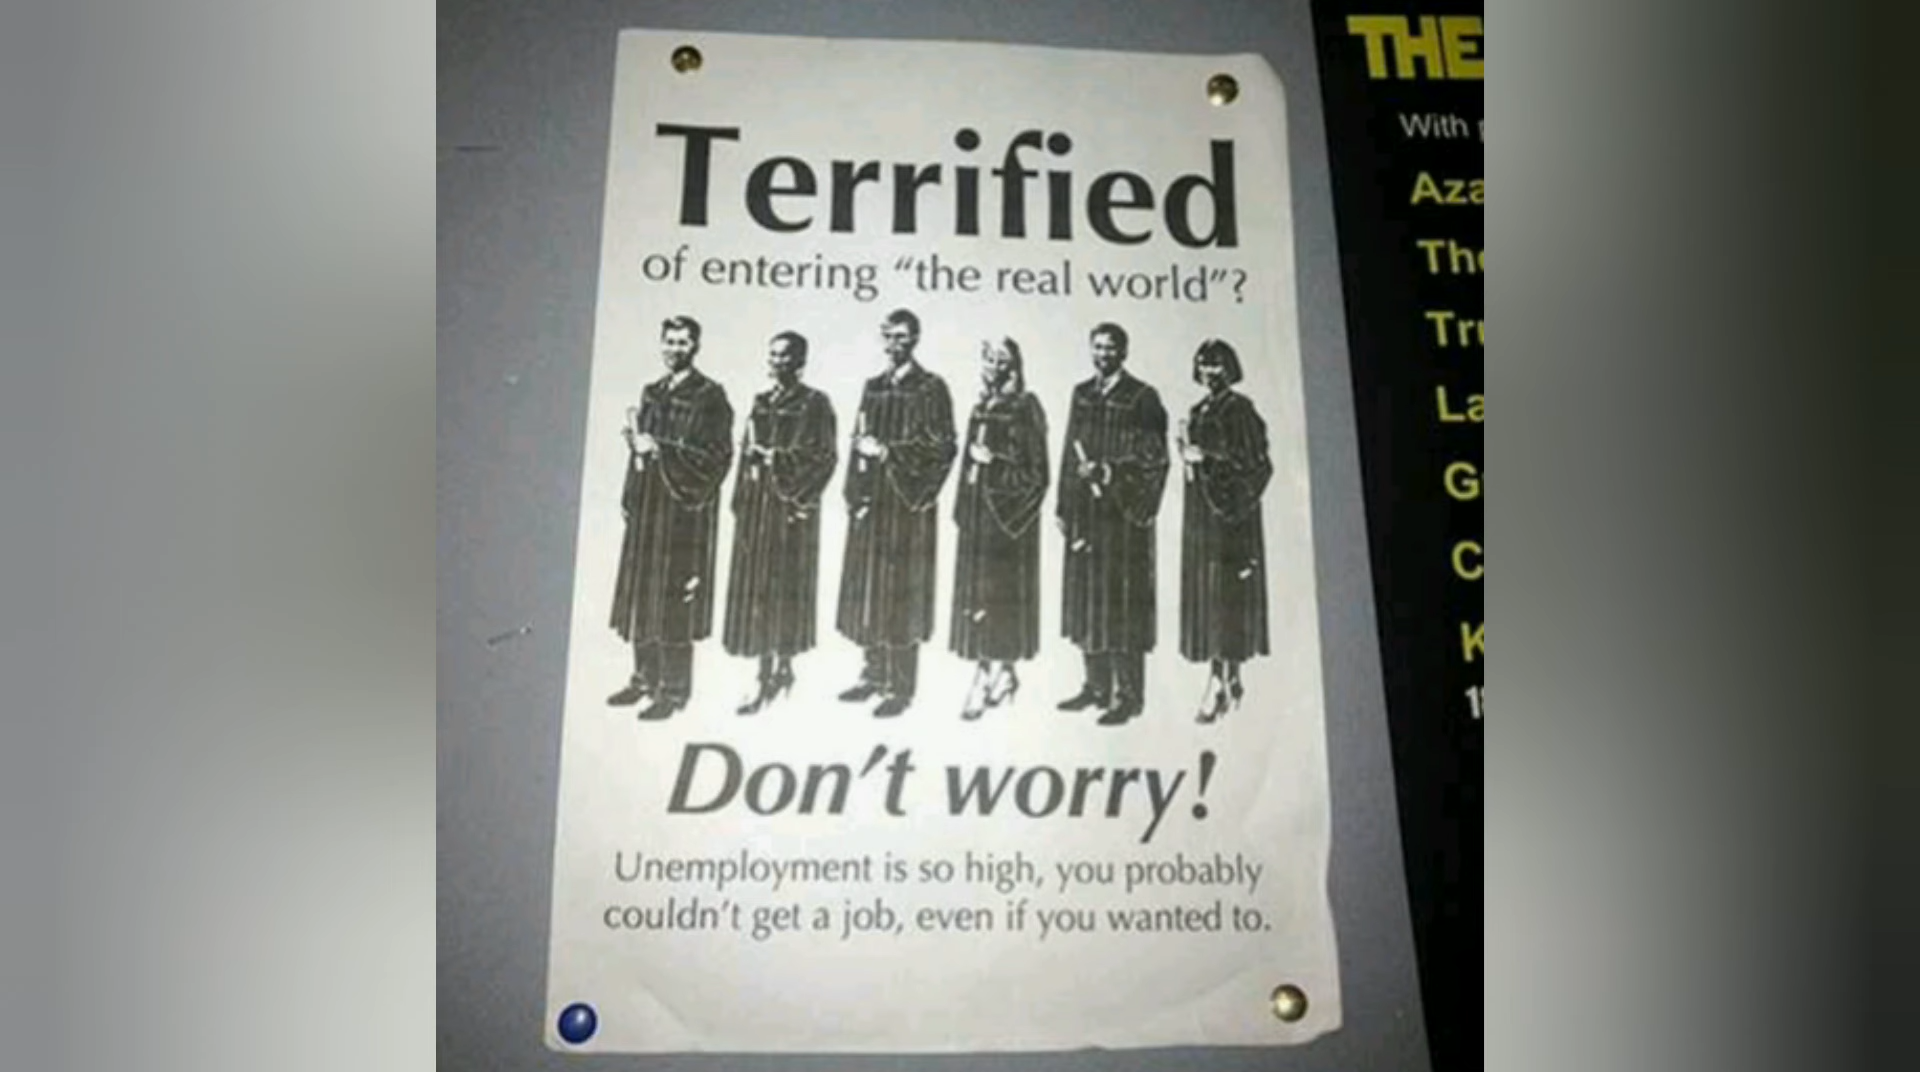 Terrified
of entering “the real world”?
Don’t worry!
Unemployment is so high, you probably
couldn’t get a job, even if you wanted to.
THE
With